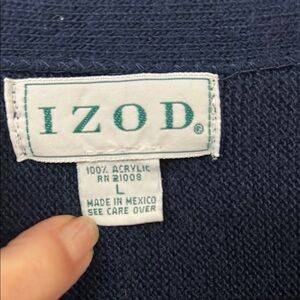 IZOD®
100% ACRYLIC
RN 21008
L
MADE IN MEXICO
SEE CARE OVER